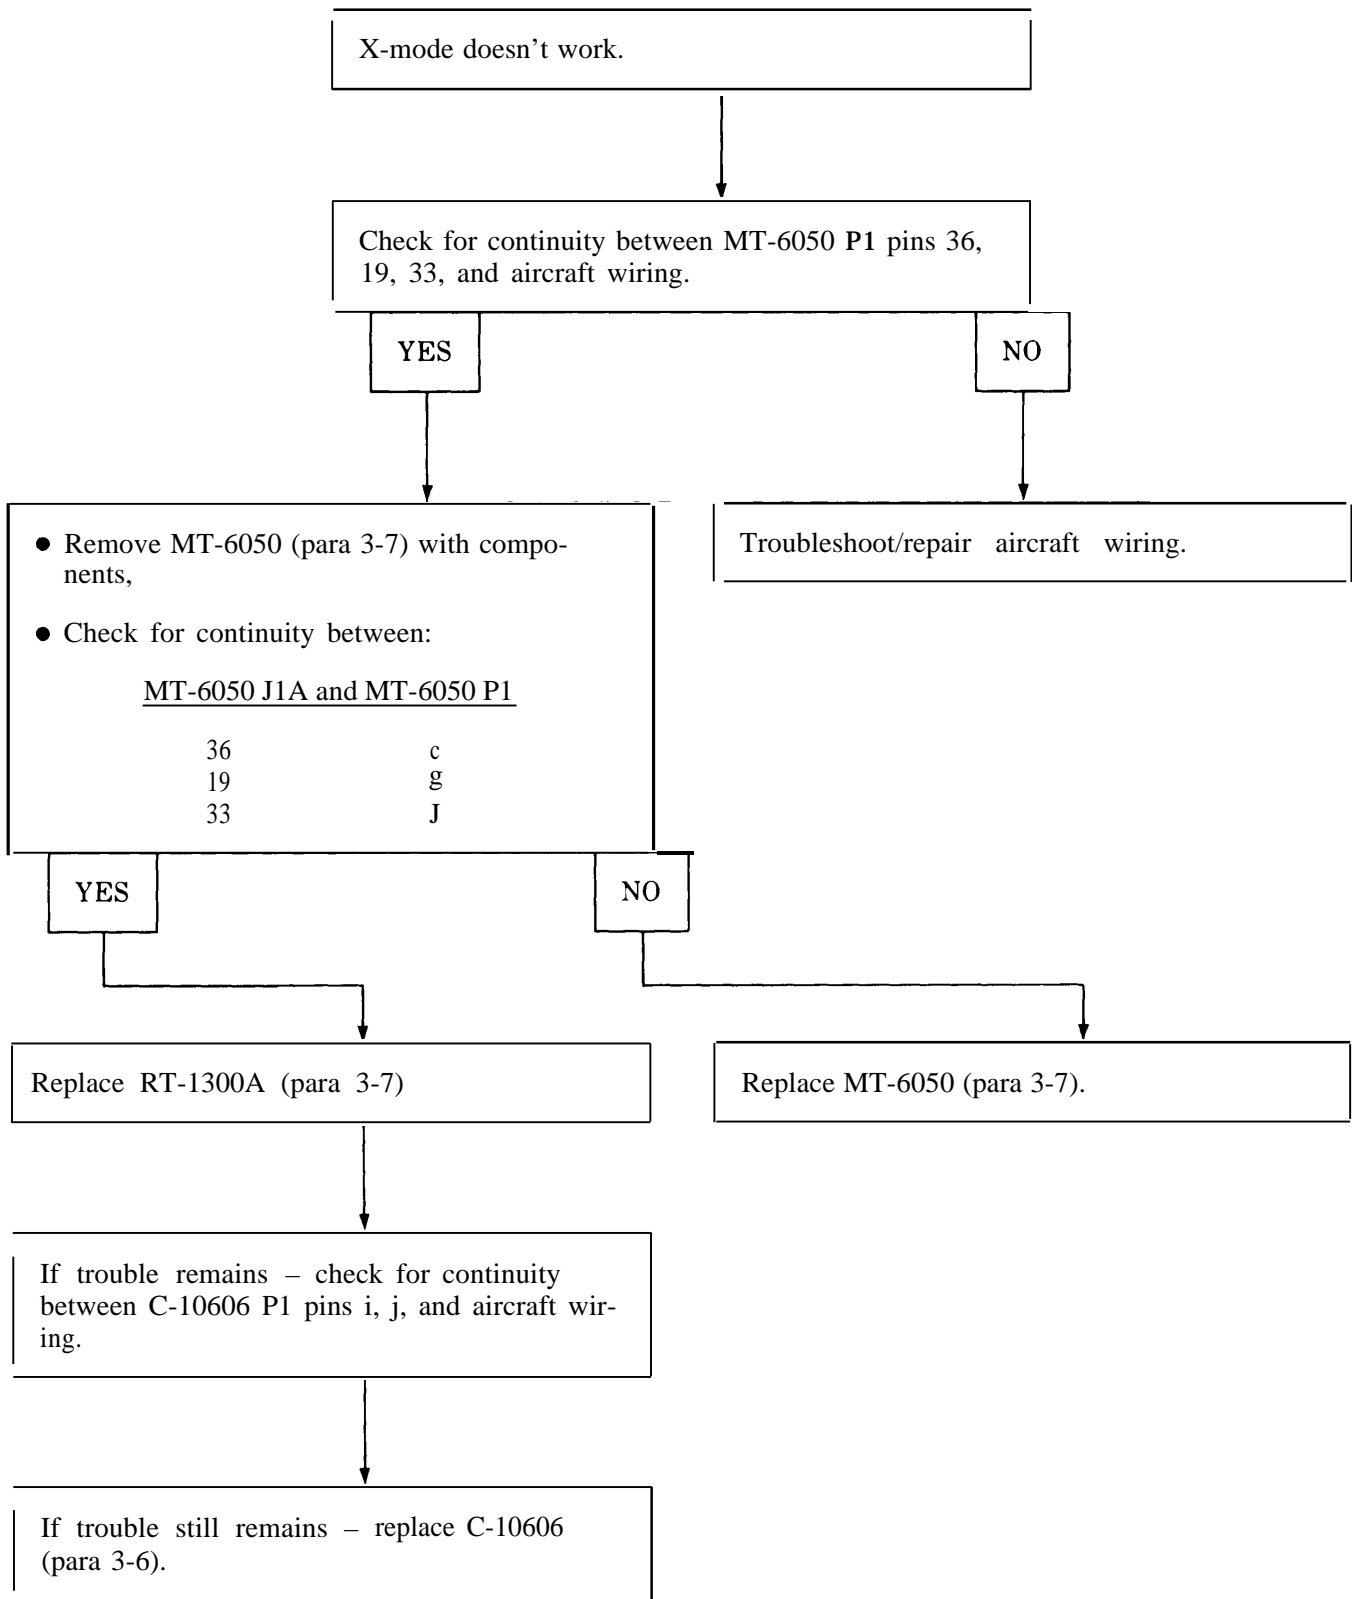 X-mode doesn't work.
Check for continuity between MT-6050 P1 pins 36,
19, 33, and aircraft wiring.
YES
NO
● Remove MT-6050 (para 3-7) with compo-
nents,
● Check for continuity between:
MT-6050 J1A and MT-6050 P1
36 c
19 g
33 J
Troubleshoot/repair aircraft wiring.
YES
NO
Replace RT-1300A (para 3-7)
Replace MT-6050 (para 3-7).
If trouble remains – check for continuity
between C-10606 P1 pins i, j, and aircraft wir-
ing.
If trouble still remains – replace C-10606
(para 3-6).